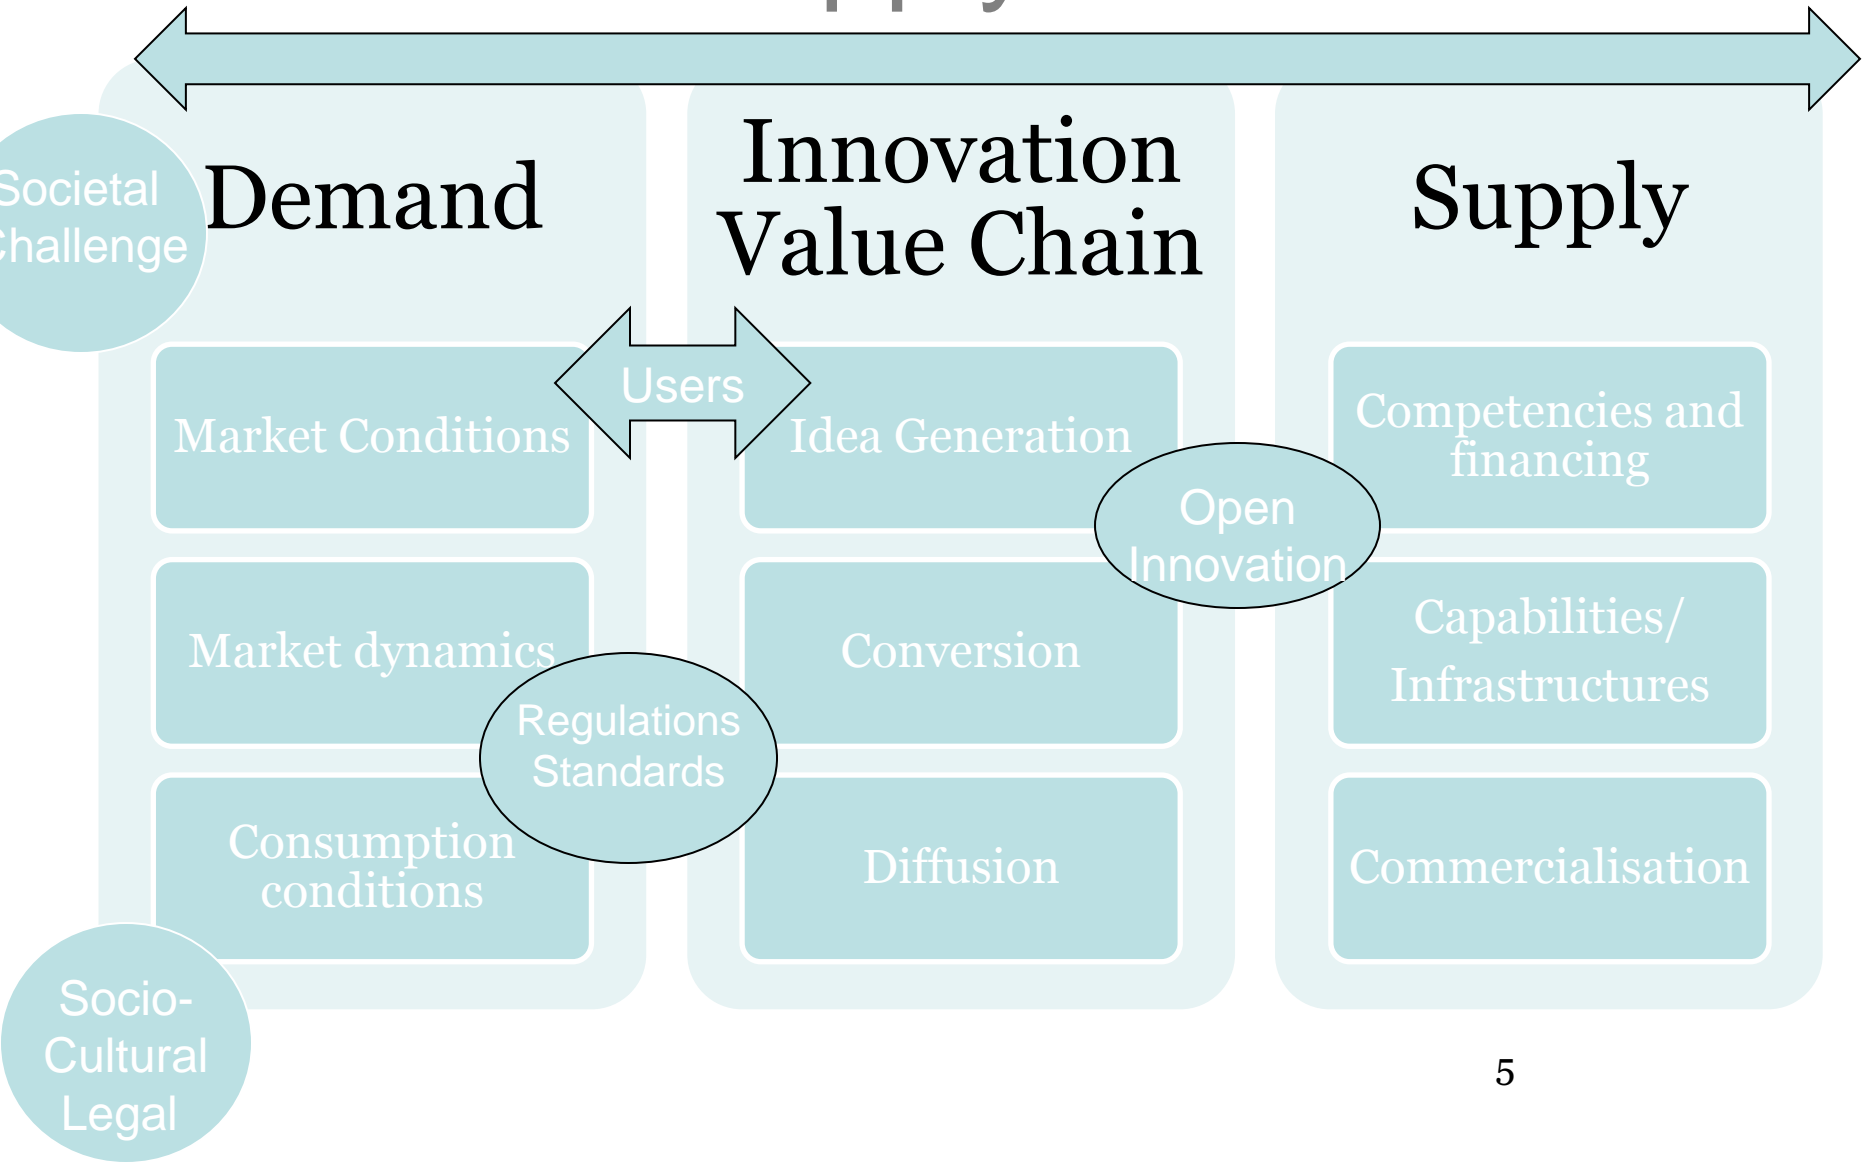 Demand
Innovation
Value Chain
Supply
Societal
Challenge
Users
Market Conditions
Idea Generation
Competencies and
financing
Open
Innovation
Market dynamics
Conversion
Capabilities/
Infrastructures
Regulations
Standards
Consumption
conditions
Diffusion
Commercialisation
Socio-
Cultural
Legal
5